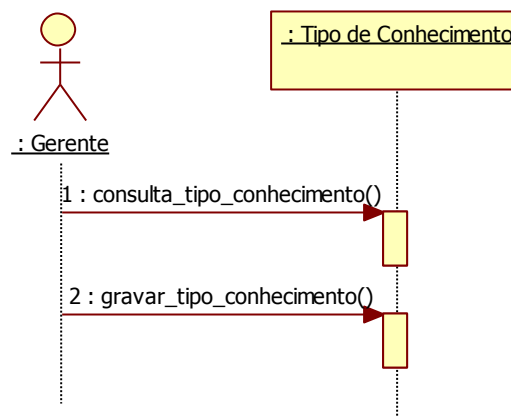 : Tipo de Conhecimento
: Gerente
1 : consulta_tipo_conhecimento()
2 : gravar_tipo_conhecimento()